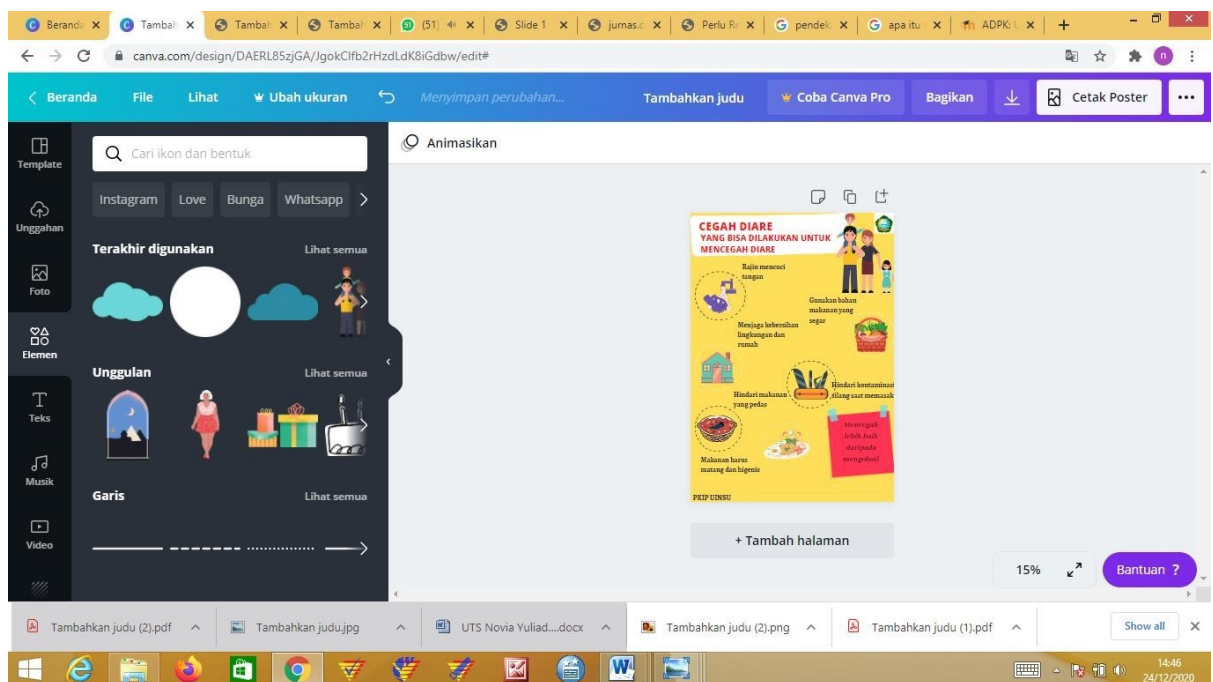 Beranda
Tambah
Tambah
Tambah
(51)
Slide 1
jurnas.c
Perlu Re
pendek
apa itu
ADPK: L
canva.com/design/DAERL85zjGA/JgokClfb2rHzdLdK8iGdbw/edit#
n
Beranda
File
Lihat
Ubah ukuran
Menyimpan perubahan...
Tambahkan judu
Coba Canva Pro
Bagikan
Cetak Poster
Template
Unggahan
Foto
Elemen
Teks
Musik
Video
Cari ikon dan bentuk
Instagram
Love
Bunga
Whatsapp
Terakhir digunakan
Lihat semua
Unggulan
Lihat semua
Garis
Lihat semua
Animasikan
CEGAH DIARE
YANG BISA DILAKUKAN UNTUK
MENCEGAH DIARE
Rajin mencuci
tangan
Gunakan bahan
makanan yang
segar
Menjaga kebersihan
lingkungan dan
rumah
Hindari kontaminasi
silang saat memasak
Hindari makanan
yang pedas
Mencegah
lebih baik
daripada
mengobati
Makanan harus
matang dan higenis
PKIP UINSU
+ Tambah halaman
15%
Bantuan ?
Tambahkan judu (2).pdf
Tambahkan judu.jpg
UTS Novia Yuliad....docx
Tambahkan judu (2).png
Tambahkan judu (1).pdf
Show all
14:46
24/12/2020